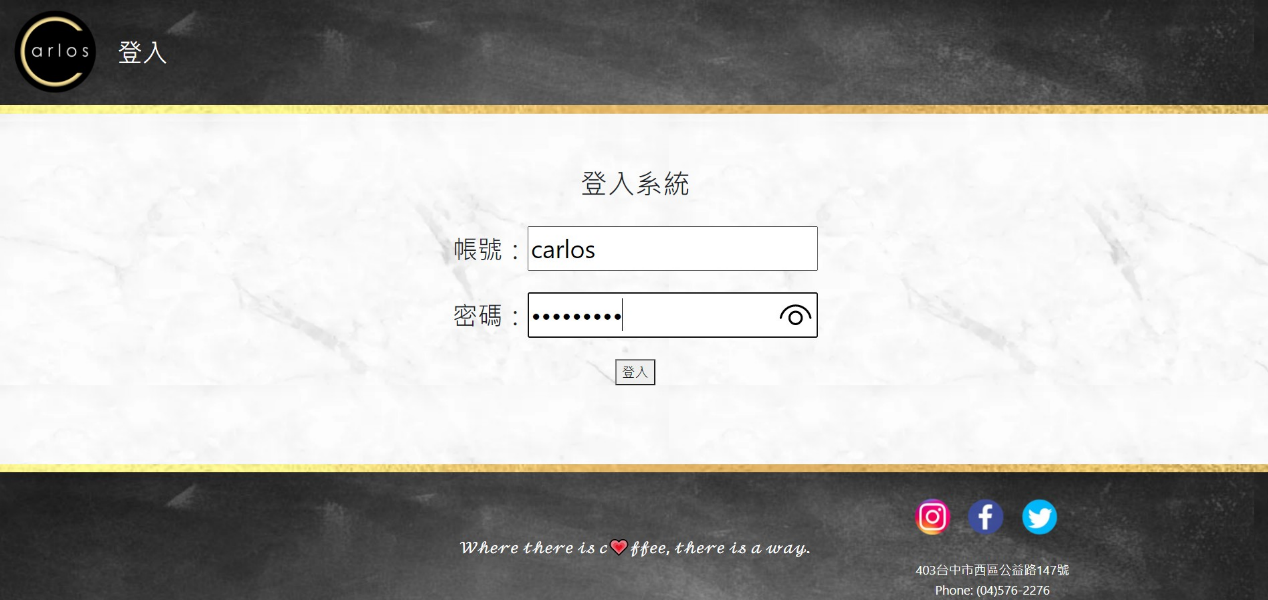 Carlos
登入
登入系統
帳號：carlos
密碼：•••••••••
登入
Where there is c❤ffee, there is a way.
403台中市西區公益路147號
Phone: (04)576-2276